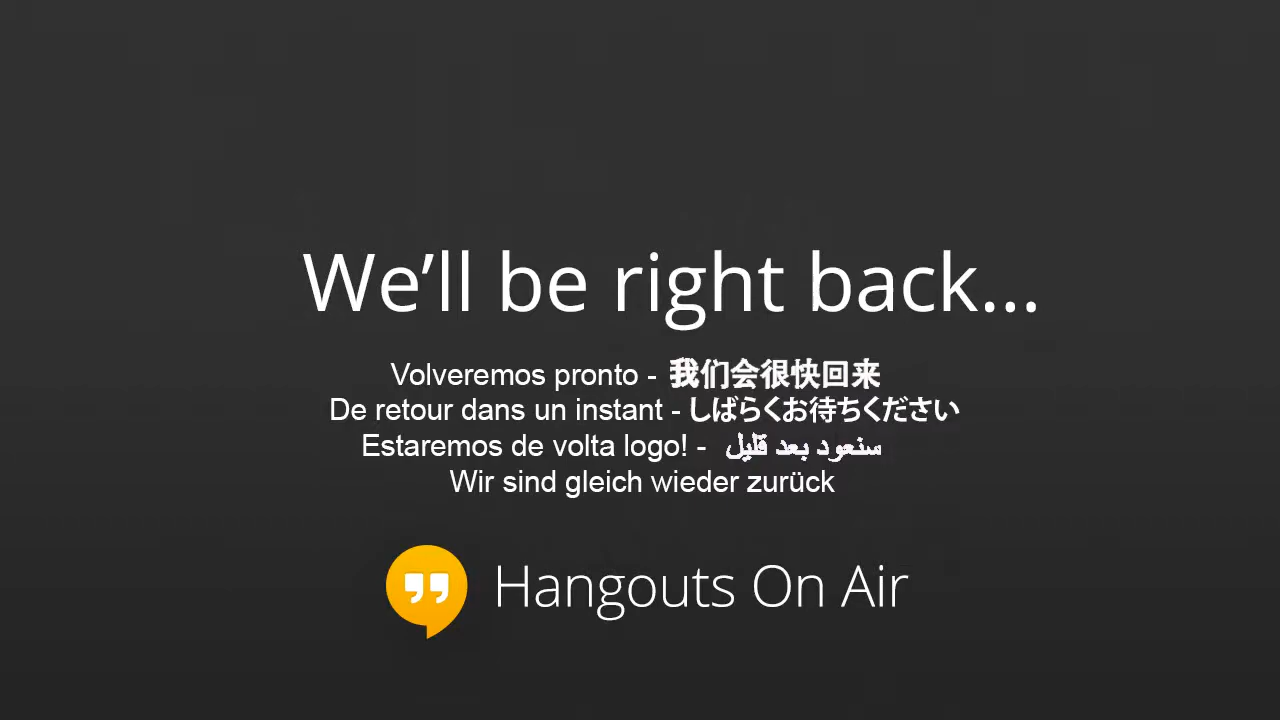 We’ll be right back...
Volveremos pronto - 我们会很快回来
De retour dans un instant - しばらくお待ちください
Estaremos de volta logo! - سنعود بعد قليل
Wir sind gleich wieder zurück
Hangouts On Air